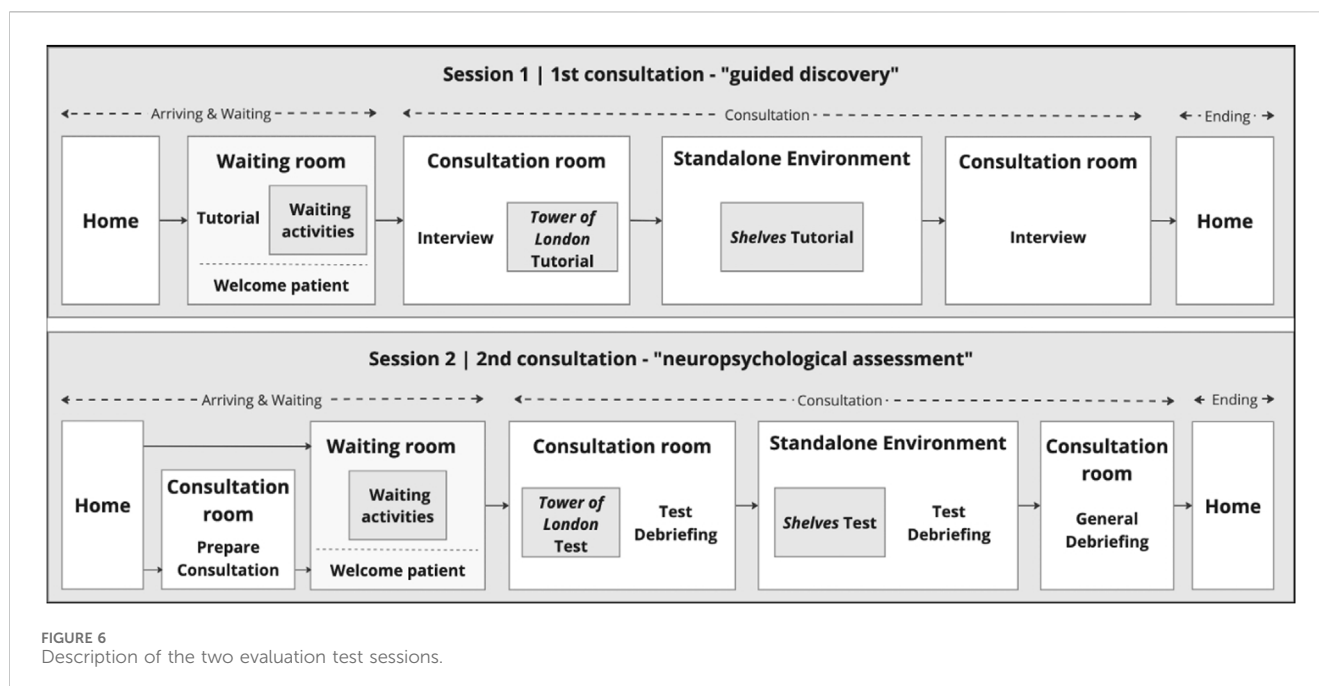 Session 1 | 1st consultation - "guided discovery"
Arriving & Waiting
Consultation
Ending
Home
Waiting room
Tutorial
Waiting
activities
Welcome patient
Consultation room
Interview
Tower of
London
Tutorial
Standalone Environment
Shelves Tutorial
Consultation room
Interview
Home
Session 2 | 2nd consultation - "neuropsychological assessment"
Arriving & Waiting
Consultation
Ending
Home
Consultation
room
Prepare
Consultation
Waiting room
Waiting
activities
Welcome patient
Consultation room
Tower of
London
Test
Test
Debriefing
Standalone Environment
Shelves Test
Test
Debriefing
Consultation
room
General
Debriefing
Home
FIGURE 6
Description of the two evaluation test sessions.